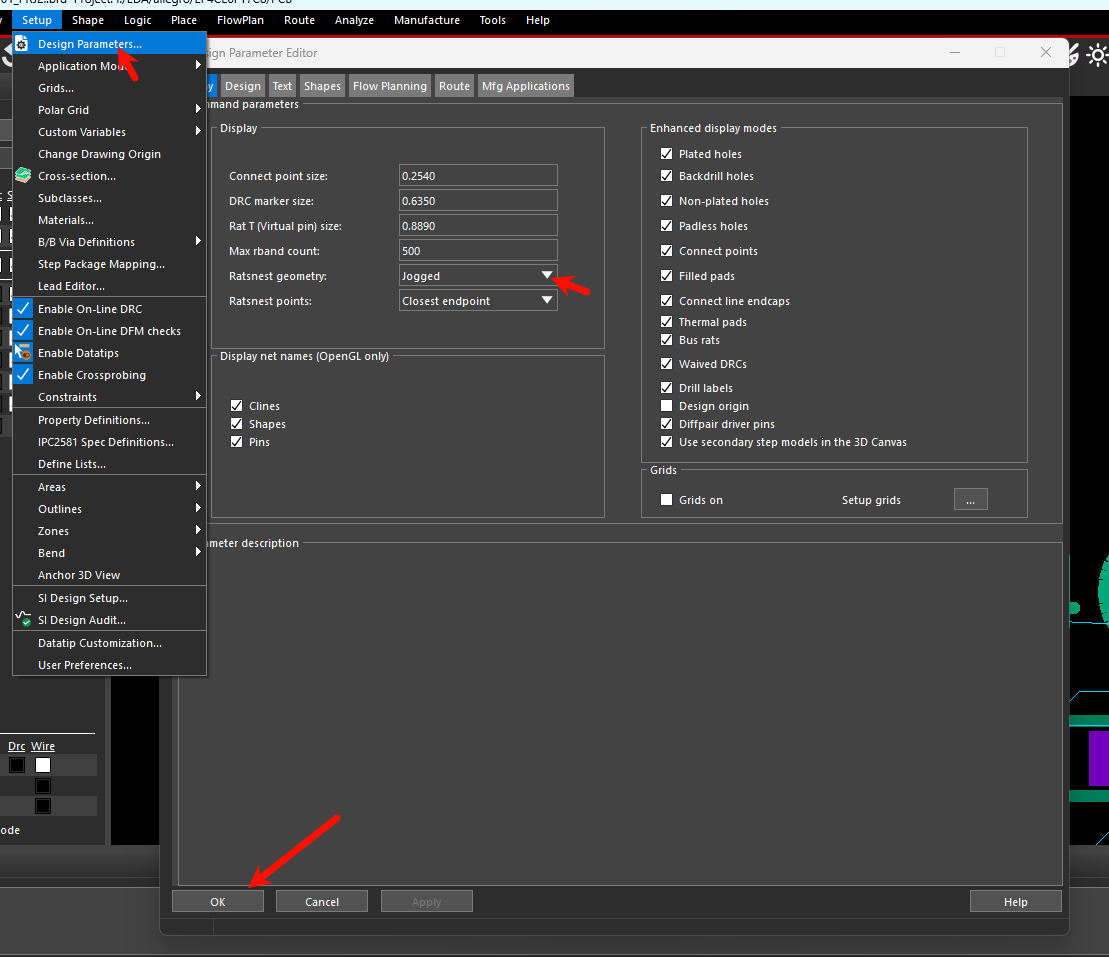 Setup Shape Logic Place FlowPlan Route Analyze Manufacture Tools Help
Design Parameters...
Application Mo
Grids...
Polar Grid
Custom Variables
Change Drawing Origin
Cross-section...
Subclasses...
Materials...
B/B Via Definitions
Step Package Mapping...
Lead Editor...
Enable On-Line DRC
Enable On-Line DFM checks
Enable Datatips
Enable Crossprobing
Constraints
Property Definitions...
IPC2581 Spec Definitions...
Define Lists...
Areas
Outlines
Zones
Bend
Anchor 3D View
SI Design Setup...
SI Design Audit...
Datatip Customization...
User Preferences...
ign Parameter Editor
y Design Text Shapes Flow Planning Route Mfg Applications
mmand parameters
Display
Connect point size: 0.2540
DRC marker size: 0.6350
Rat T (Virtual pin) size: 0.8890
Max rband count: 500
Ratsnest geometry: Jogged
Ratsnest points: Closest endpoint
Display net names (OpenGL only)
Clines
Shapes
Pins
Enhanced display modes
Plated holes
Backdrill holes
Non-plated holes
Padless holes
Connect points
Filled pads
Connect line endcaps
Thermal pads
Bus rats
Waived DRCs
Drill labels
Design origin
Diffpair driver pins
Use secondary step models in the 3D Canvas
Grids
Grids on Setup grids ...
ameter description
Drc Wire
ode
OK Cancel Apply Help